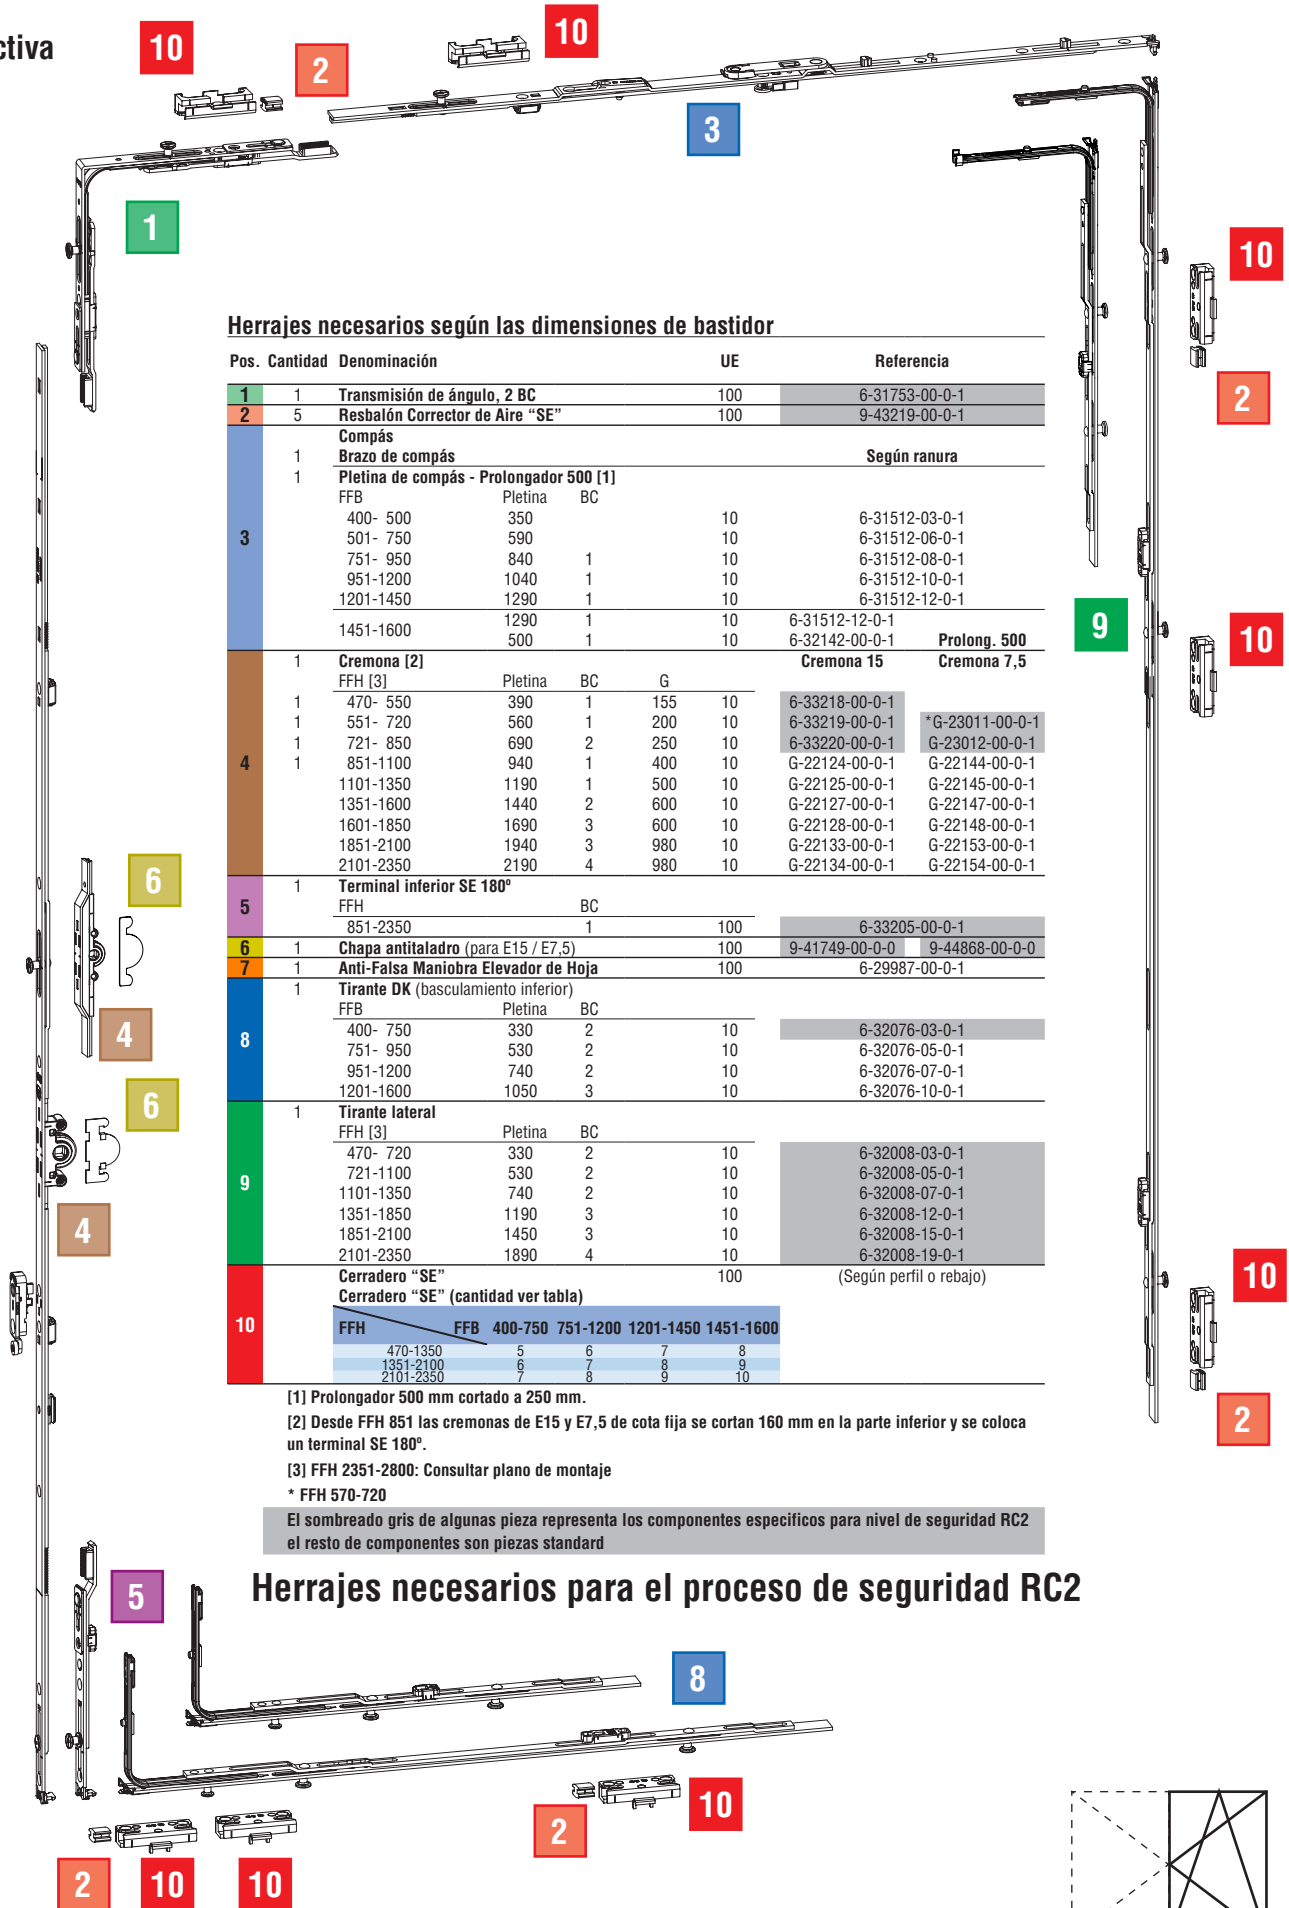 ctiva
10
10
2
3
1
10
2
Herrajes necesarios según las dimensiones de bastidor
Pos. Cantidad Denominación UE Referencia
1 1 Transmisión de ángulo, 2 BC 100 6-31753-00-0-1
2 5 Resbalón Corrector de Aire “SE” 100 9-43219-00-0-1
3 Compás
1 Brazo de compás Según ranura
1 Pletina de compás - Prolongador 500 [1]
FFB Pletina BC
400- 500 350 10 6-31512-03-0-1
501- 750 590 10 6-31512-06-0-1
751- 950 840 1 10 6-31512-08-0-1
951-1200 1040 1 10 6-31512-10-0-1
1201-1450 1290 1 10 6-31512-12-0-1
1451-1600 1290 1 10 6-31512-12-0-1
500 1 10 6-32142-00-0-1 Prolong. 500
4 1 Cremona [2] Cremona 15 Cremona 7,5
FFH [3] Pletina BC G
1 470- 550 390 1 155 10 6-33218-00-0-1
1 551- 720 560 1 200 10 6-33219-00-0-1 *G-23011-00-0-1
1 721- 850 690 2 250 10 6-33220-00-0-1 G-23012-00-0-1
1 851-1100 940 1 400 10 G-22124-00-0-1 G-22144-00-0-1
1101-1350 1190 1 500 10 G-22125-00-0-1 G-22145-00-0-1
1351-1600 1440 2 600 10 G-22127-00-0-1 G-22147-00-0-1
1601-1850 1690 3 600 10 G-22128-00-0-1 G-22148-00-0-1
1851-2100 1940 3 980 10 G-22133-00-0-1 G-22153-00-0-1
2101-2350 2190 4 980 10 G-22134-00-0-1 G-22154-00-0-1
5 1 Terminal inferior SE 180º
FFH BC
851-2350 1 100 6-33205-00-0-1
6 1 Chapa antitaladro (para E15 / E7,5) 100 9-41749-00-0-0 9-44868-00-0-0
7 1 Anti-Falsa Maniobra Elevador de Hoja 100 6-29987-00-0-1
8 1 Tirante DK (basculamiento inferior)
FFB Pletina BC
400- 750 330 2 10 6-32076-03-0-1
751- 950 530 2 10 6-32076-05-0-1
951-1200 740 2 10 6-32076-07-0-1
1201-1600 1050 3 10 6-32076-10-0-1
9 1 Tirante lateral
FFH [3] Pletina BC
470- 720 330 2 10 6-32008-03-0-1
721-1100 530 2 10 6-32008-05-0-1
1101-1350 740 2 10 6-32008-07-0-1
1351-1850 1190 3 10 6-32008-12-0-1
1851-2100 1450 3 10 6-32008-15-0-1
2101-2350 1890 4 10 6-32008-19-0-1
10 Cerradero “SE” 100 (Según perfil o rebajo)
Cerradero “SE” (cantidad ver tabla)
FFH FFB 400-750 751-1200 1201-1450 1451-1600
470-1350 5 6 7 8
1351-2100 6 7 8 9
2101-2350 7 8 9 10
[1] Prolongador 500 mm cortado a 250 mm.
[2] Desde FFH 851 las cremonas de E15 y E7,5 de cota fija se cortan 160 mm en la parte inferior y se coloca
un terminal SE 180º.
[3] FFH 2351-2800: Consultar plano de montaje
* FFH 570-720
El sombreado gris de algunas pieza representa los componentes especificos para nivel de seguridad RC2
el resto de componentes son piezas standard
9
10
6
4
6
4
10
2
5
Herrajes necesarios para el proceso de seguridad RC2
8
10
2
2
10
10